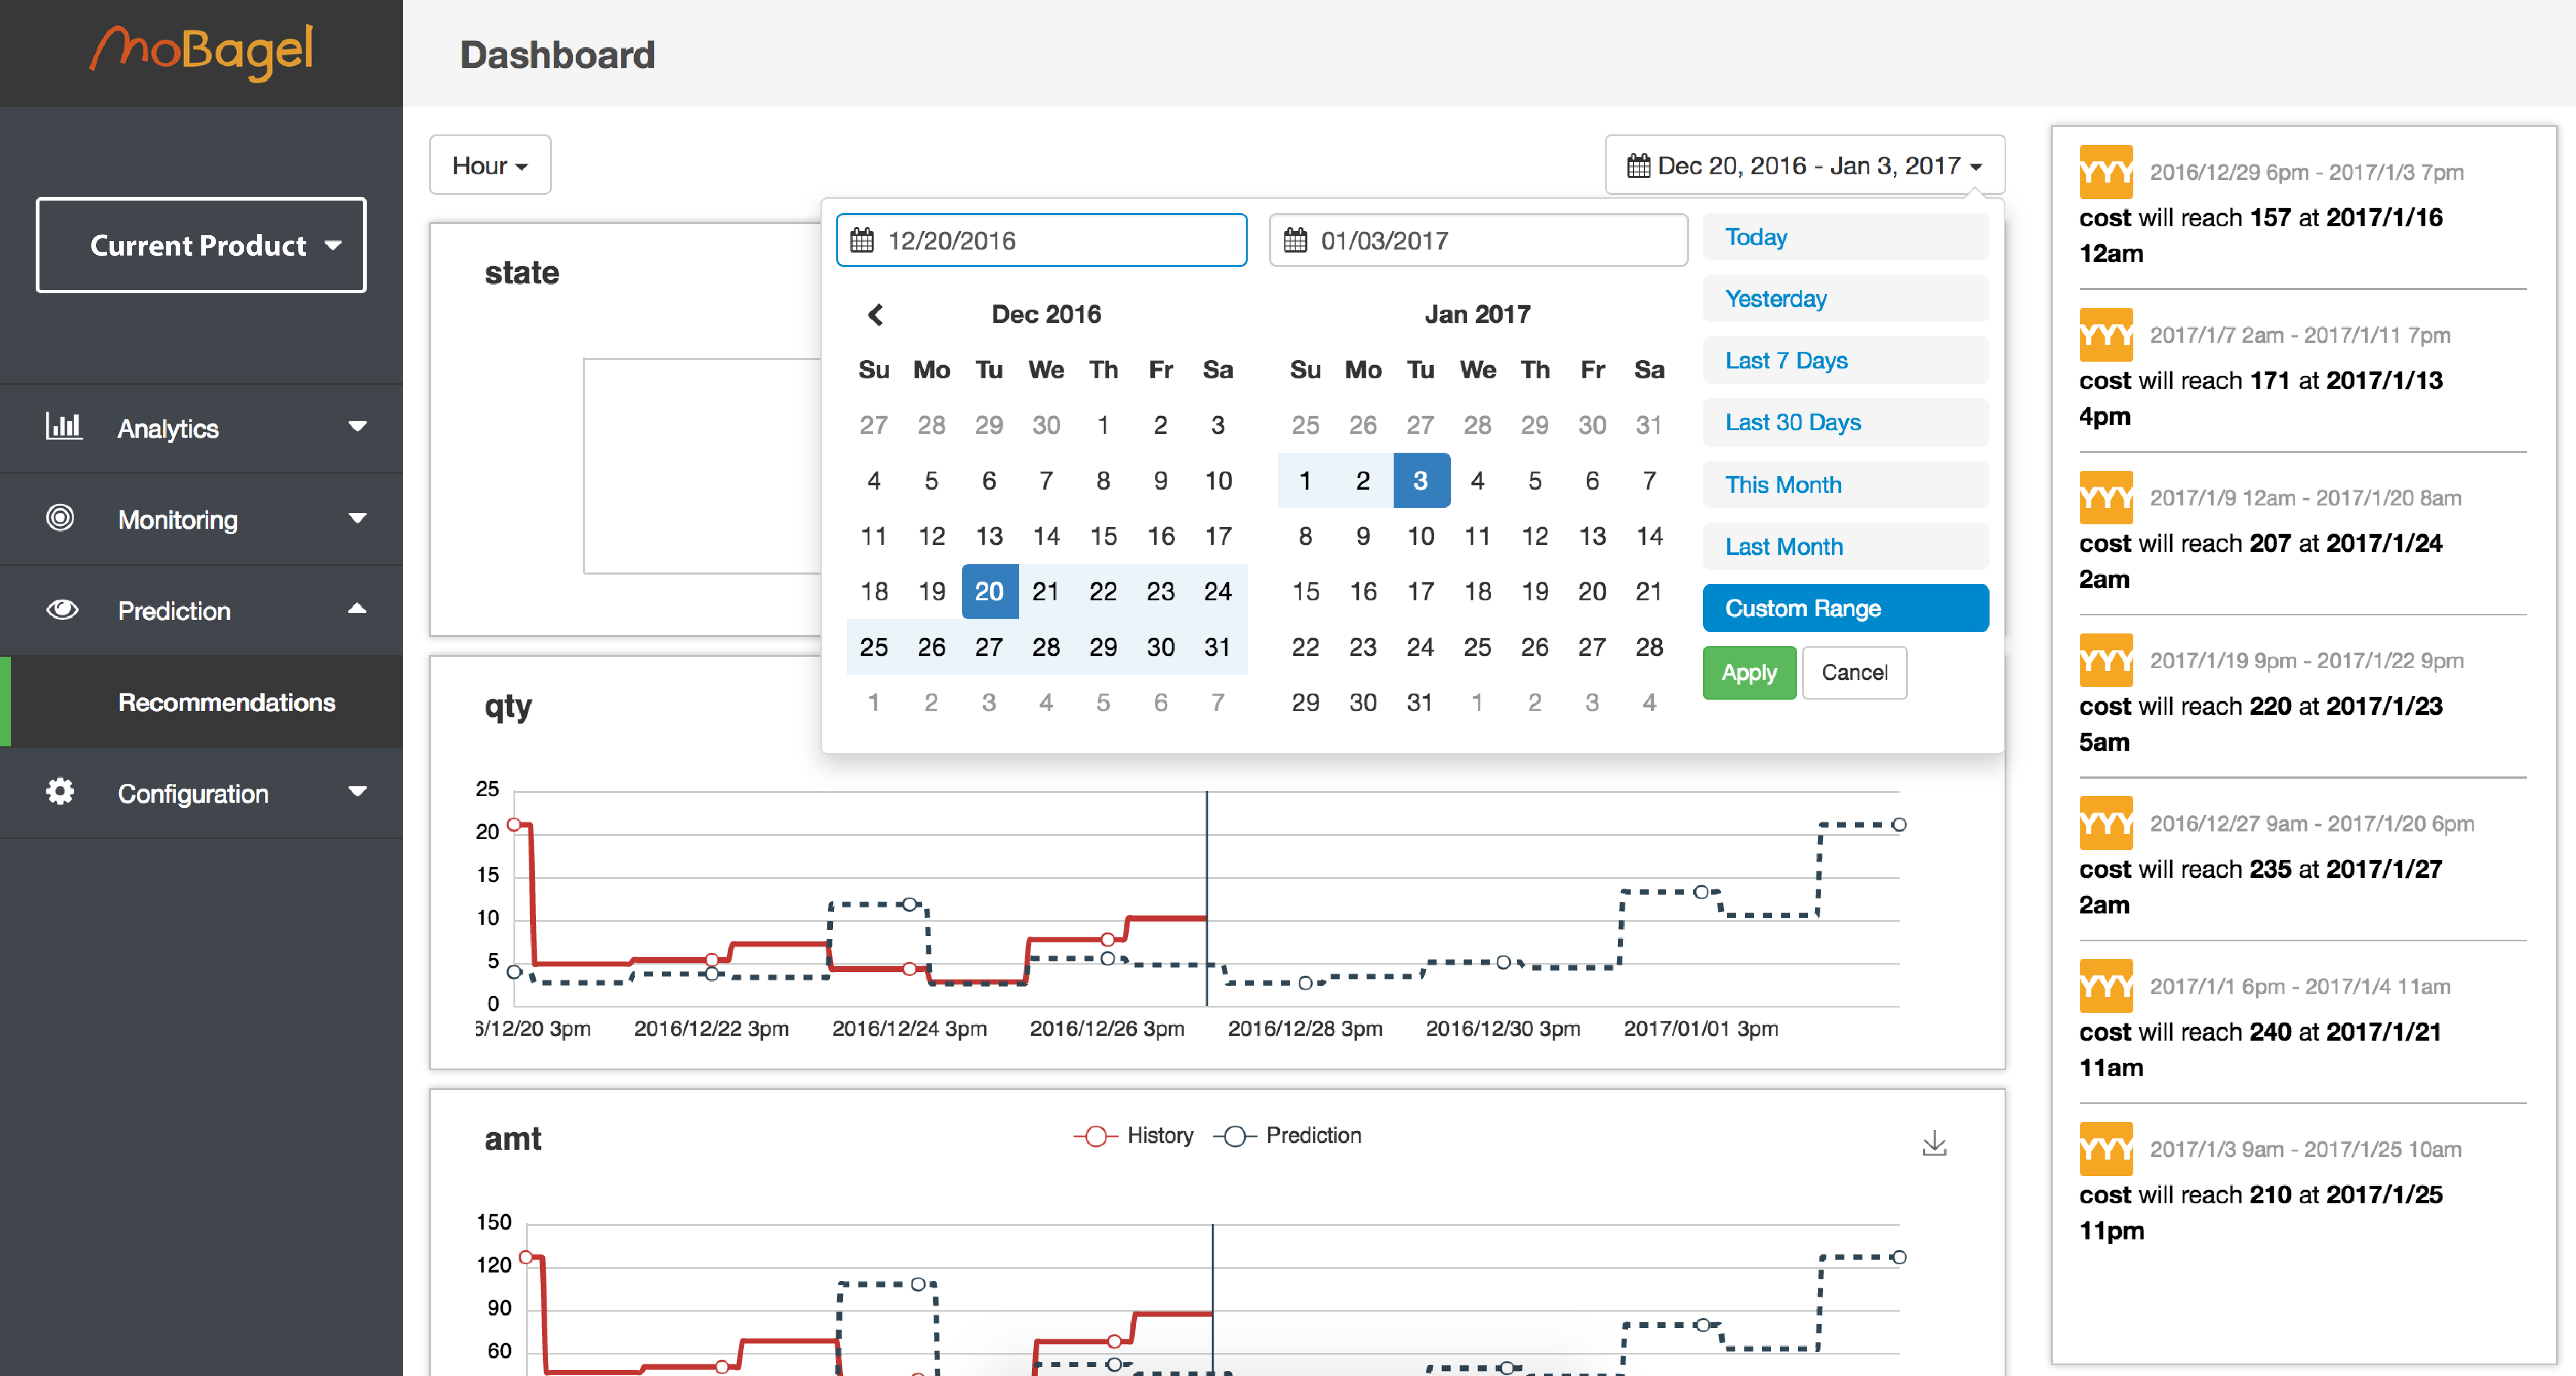 MoBagel
Dashboard
Current Product
Analytics
Monitoring
Prediction
Recommendations
Configuration
Hour
Dec 20, 2016 - Jan 3, 2017
12/20/2016
01/03/2017
Dec 2016
Jan 2017
Su Mo Tu We Th Fr Sa
27 28 29 30 1 2 3
4 5 6 7 8 9 10
11 12 13 14 15 16 17
18 19 20 21 22 23 24
25 26 27 28 29 30 31
1 2 3 4 5 6 7
Su Mo Tu We Th Fr Sa
25 26 27 28 29 30 31
1 2 3 4 5 6 7
8 9 10 11 12 13 14
15 16 17 18 19 20 21
22 23 24 25 26 27 28
29 30 31 1 2 3 4
Today
Yesterday
Last 7 Days
Last 30 Days
This Month
Last Month
Custom Range
Apply
Cancel
state
qty
25
20
15
10
5
0
6/12/20 3pm 2016/12/22 3pm 2016/12/24 3pm 2016/12/26 3pm 2016/12/28 3pm 2016/12/30 3pm 2017/01/01 3pm
amt
History
Prediction
150
120
90
60
YYY 2016/12/29 6pm - 2017/1/3 7pm
cost will reach 157 at 2017/1/16
12am
YYY 2017/1/7 2am - 2017/1/11 7pm
cost will reach 171 at 2017/1/13
4pm
YYY 2017/1/9 12am - 2017/1/20 8am
cost will reach 207 at 2017/1/24
2am
YYY 2017/1/19 9pm - 2017/1/22 9pm
cost will reach 220 at 2017/1/23
5am
YYY 2016/12/27 9am - 2017/1/20 6pm
cost will reach 235 at 2017/1/27
2am
YYY 2017/1/1 6pm - 2017/1/4 11am
cost will reach 240 at 2017/1/21
11am
YYY 2017/1/3 9am - 2017/1/25 10am
cost will reach 210 at 2017/1/25
11pm